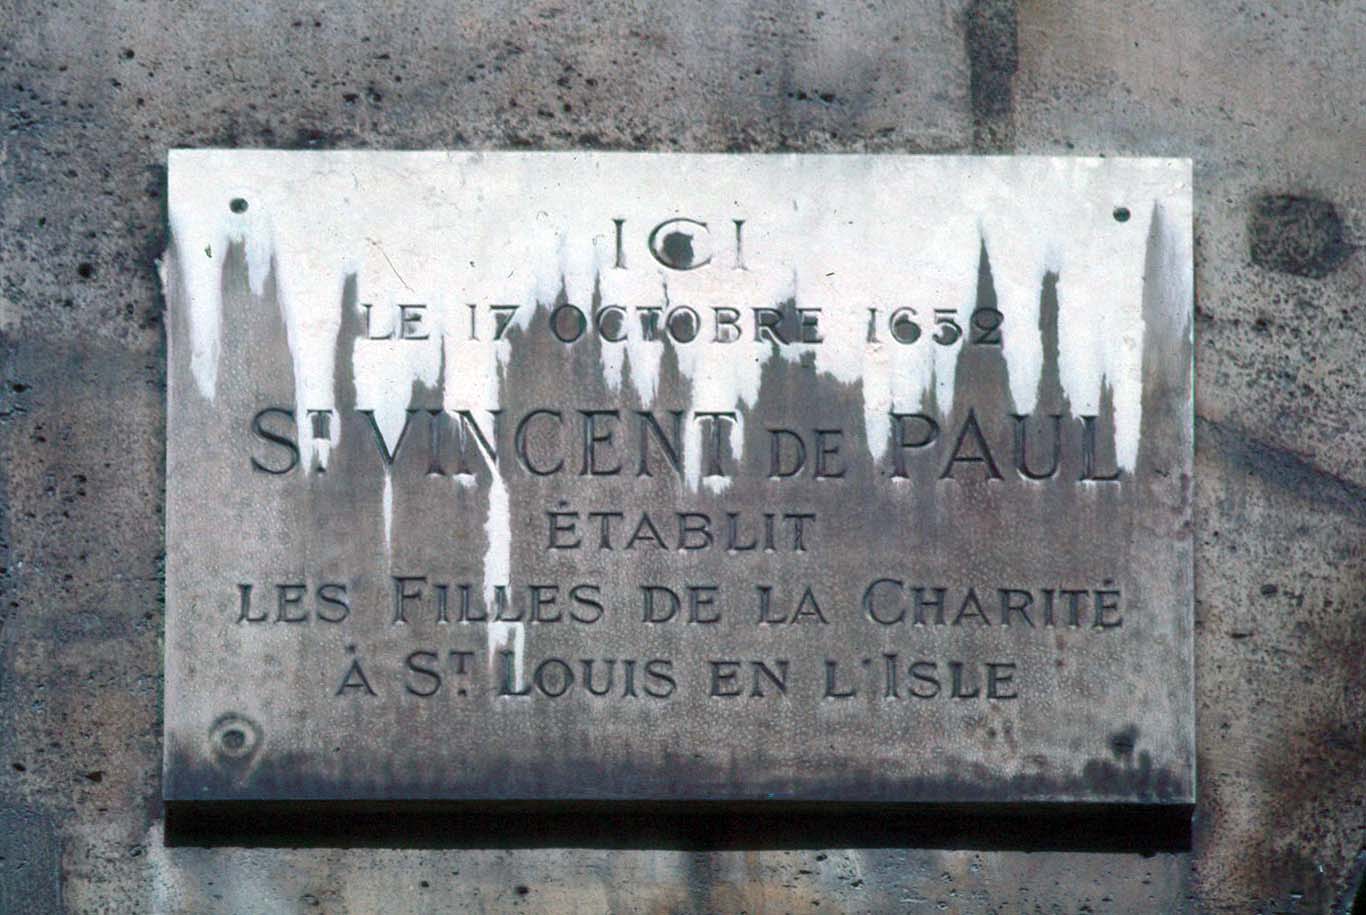 ICI
LE 17 OCTOBRE 1652
ST VINCENT DE PAUL
ÉTABLIT
LES FILLES DE LA CHARITÉ
À ST. LOUIS EN L'ISLE